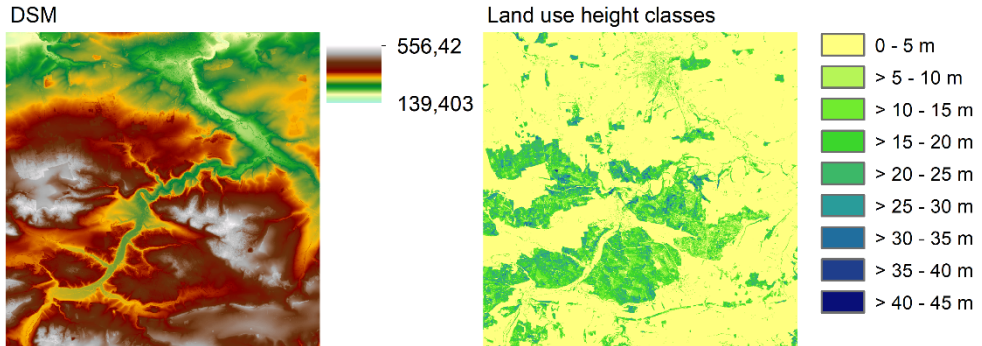 DSM
556,42
139,403
Land use height classes
0 - 5 m
> 5 - 10 m
> 10 - 15 m
> 15 - 20 m
> 20 - 25 m
> 25 - 30 m
> 30 - 35 m
> 35 - 40 m
> 40 - 45 m